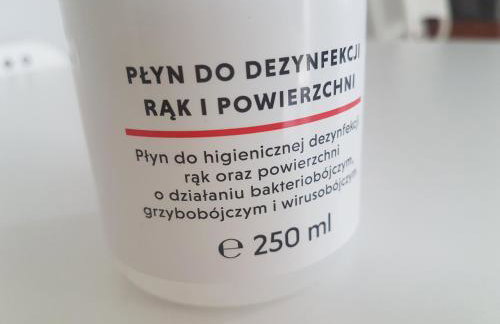 PŁYN DO DEZYNFEKCJI
RĄK I POWIERZCHNI
Płyn do higienicznej dezynfekcji
rąk oraz powierzchni
o działaniu bakteriobójczym,
grzybobójczym i wirusobójczym.
℮ 250 ml